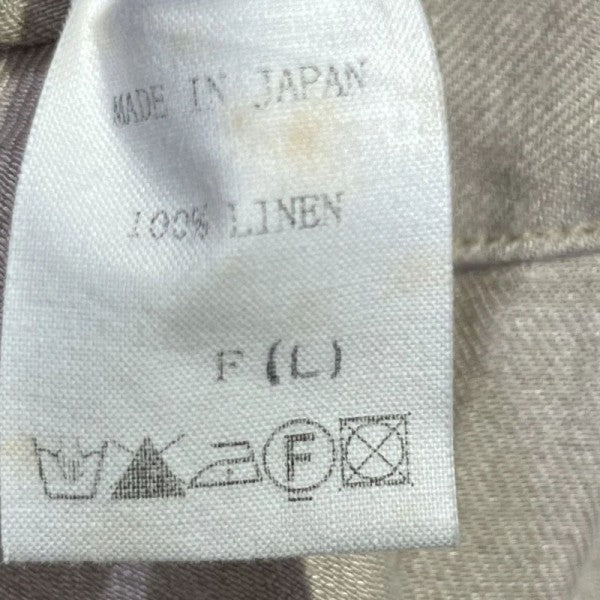 MADE IN JAPAN
100% LINEN
F (L)
F